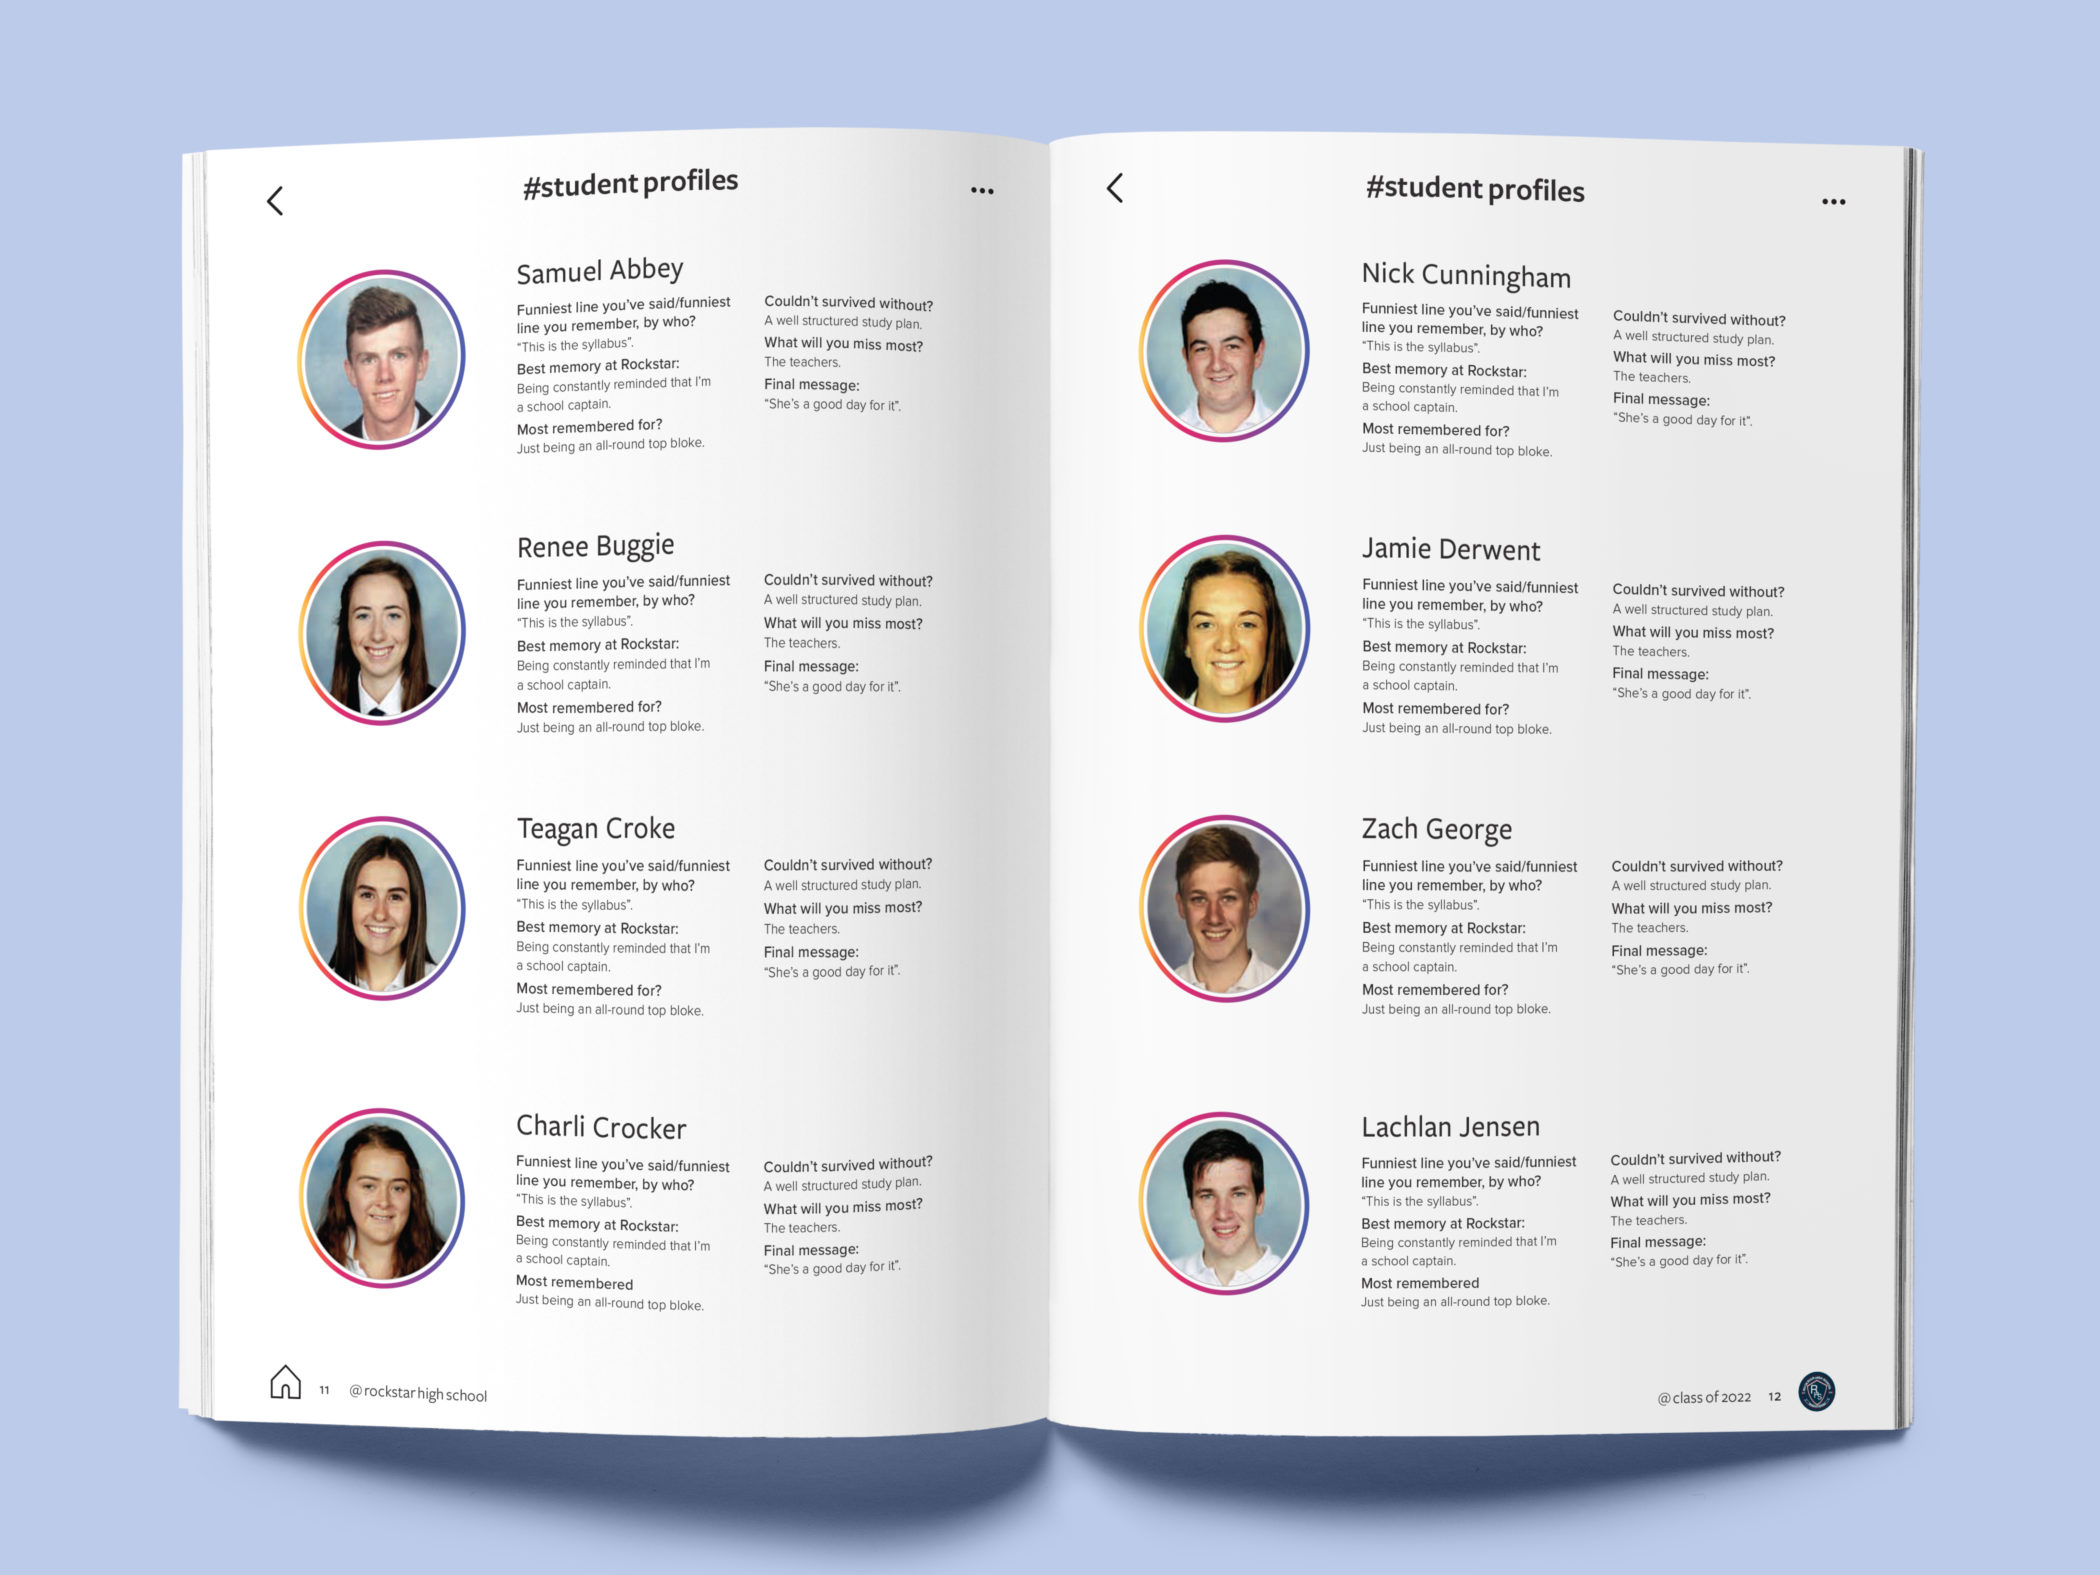 #student profiles
Samuel Abbey
Funniest line you've said/funniest
line you remember, by who?
"This is the syllabus".
Best memory at Rockstar:
Being constantly reminded that I'm
a school captain.
Most remembered for?
Just being an all-round top bloke.
Couldn't survived without?
A well structured study plan.
What will you miss most?
The teachers.
Final message:
"She's a good day for it".
Renee Buggie
Funniest line you've said/funniest
line you remember, by who?
"This is the syllabus".
Best memory at Rockstar:
Being constantly reminded that I'm
a school captain.
Most remembered for?
Just being an all-round top bloke.
Couldn't survived without?
A well structured study plan.
What will you miss most?
The teachers.
Final message:
"She's a good day for it".
Teagan Croke
Funniest line you've said/funniest
line you remember, by who?
"This is the syllabus".
Best memory at Rockstar:
Being constantly reminded that I'm
a school captain.
Most remembered for?
Just being an all-round top bloke.
Couldn't survived without?
A well structured study plan.
What will you miss most?
The teachers.
Final message:
"She's a good day for it".
Charli Crocker
Funniest line you've said/funniest
line you remember, by who?
"This is the syllabus".
Best memory at Rockstar:
Being constantly reminded that I'm
a school captain.
Most remembered
Just being an all-round top bloke.
Couldn't survived without?
A well structured study plan.
What will you miss most?
The teachers.
Final message:
"She's a good day for it".
11 @rockstar high school
#student profiles
Nick Cunningham
Funniest line you've said/funniest
line you remember, by who?
"This is the syllabus".
Best memory at Rockstar:
Being constantly reminded that I'm
a school captain.
Most remembered for?
Just being an all-round top bloke.
Couldn't survived without?
A well structured study plan.
What will you miss most?
The teachers.
Final message:
"She's a good day for it".
Jamie Derwent
Funniest line you've said/funniest
line you remember, by who?
"This is the syllabus".
Best memory at Rockstar:
Being constantly reminded that I'm
a school captain.
Most remembered for?
Just being an all-round top bloke.
Couldn't survived without?
A well structured study plan.
What will you miss most?
The teachers.
Final message:
"She's a good day for it".
Zach George
Funniest line you've said/funniest
line you remember, by who?
"This is the syllabus".
Best memory at Rockstar:
Being constantly reminded that I'm
a school captain.
Most remembered for?
Just being an all-round top bloke.
Couldn't survived without?
A well structured study plan.
What will you miss most?
The teachers.
Final message:
"She's a good day for it".
Lachlan Jensen
Funniest line you've said/funniest
line you remember, by who?
"This is the syllabus".
Best memory at Rockstar:
Being constantly reminded that I'm
a school captain.
Most remembered
Just being an all-round top bloke.
Couldn't survived without?
A well structured study plan.
What will you miss most?
The teachers.
Final message:
"She's a good day for it".
@class of 2022 12